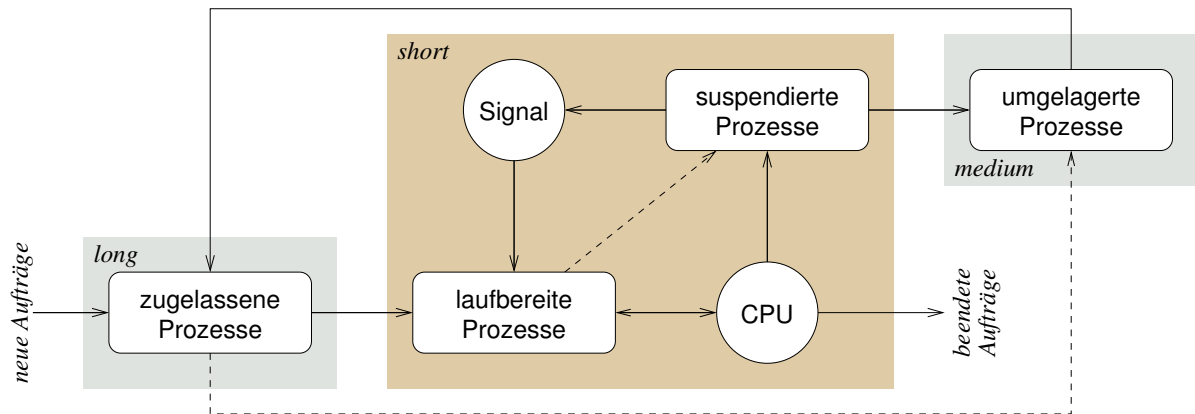 short
Signal
suspendierte
Prozesse
umgelagerte
Prozesse
medium
neue Aufträge
long
zugelassene
Prozesse
laufbereite
Prozesse
CPU
beendete
Aufträge